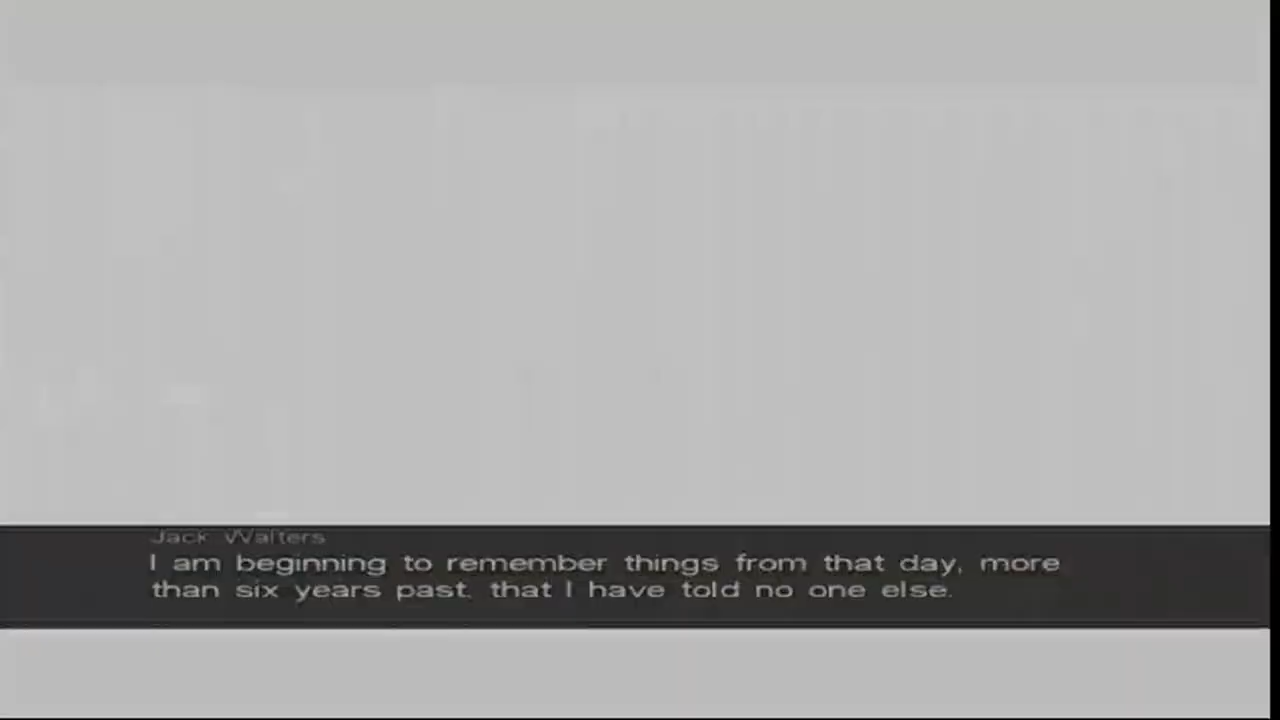 Jack Walters
I am beginning to remember things from that day, more
than six years past. that I have told no one else.